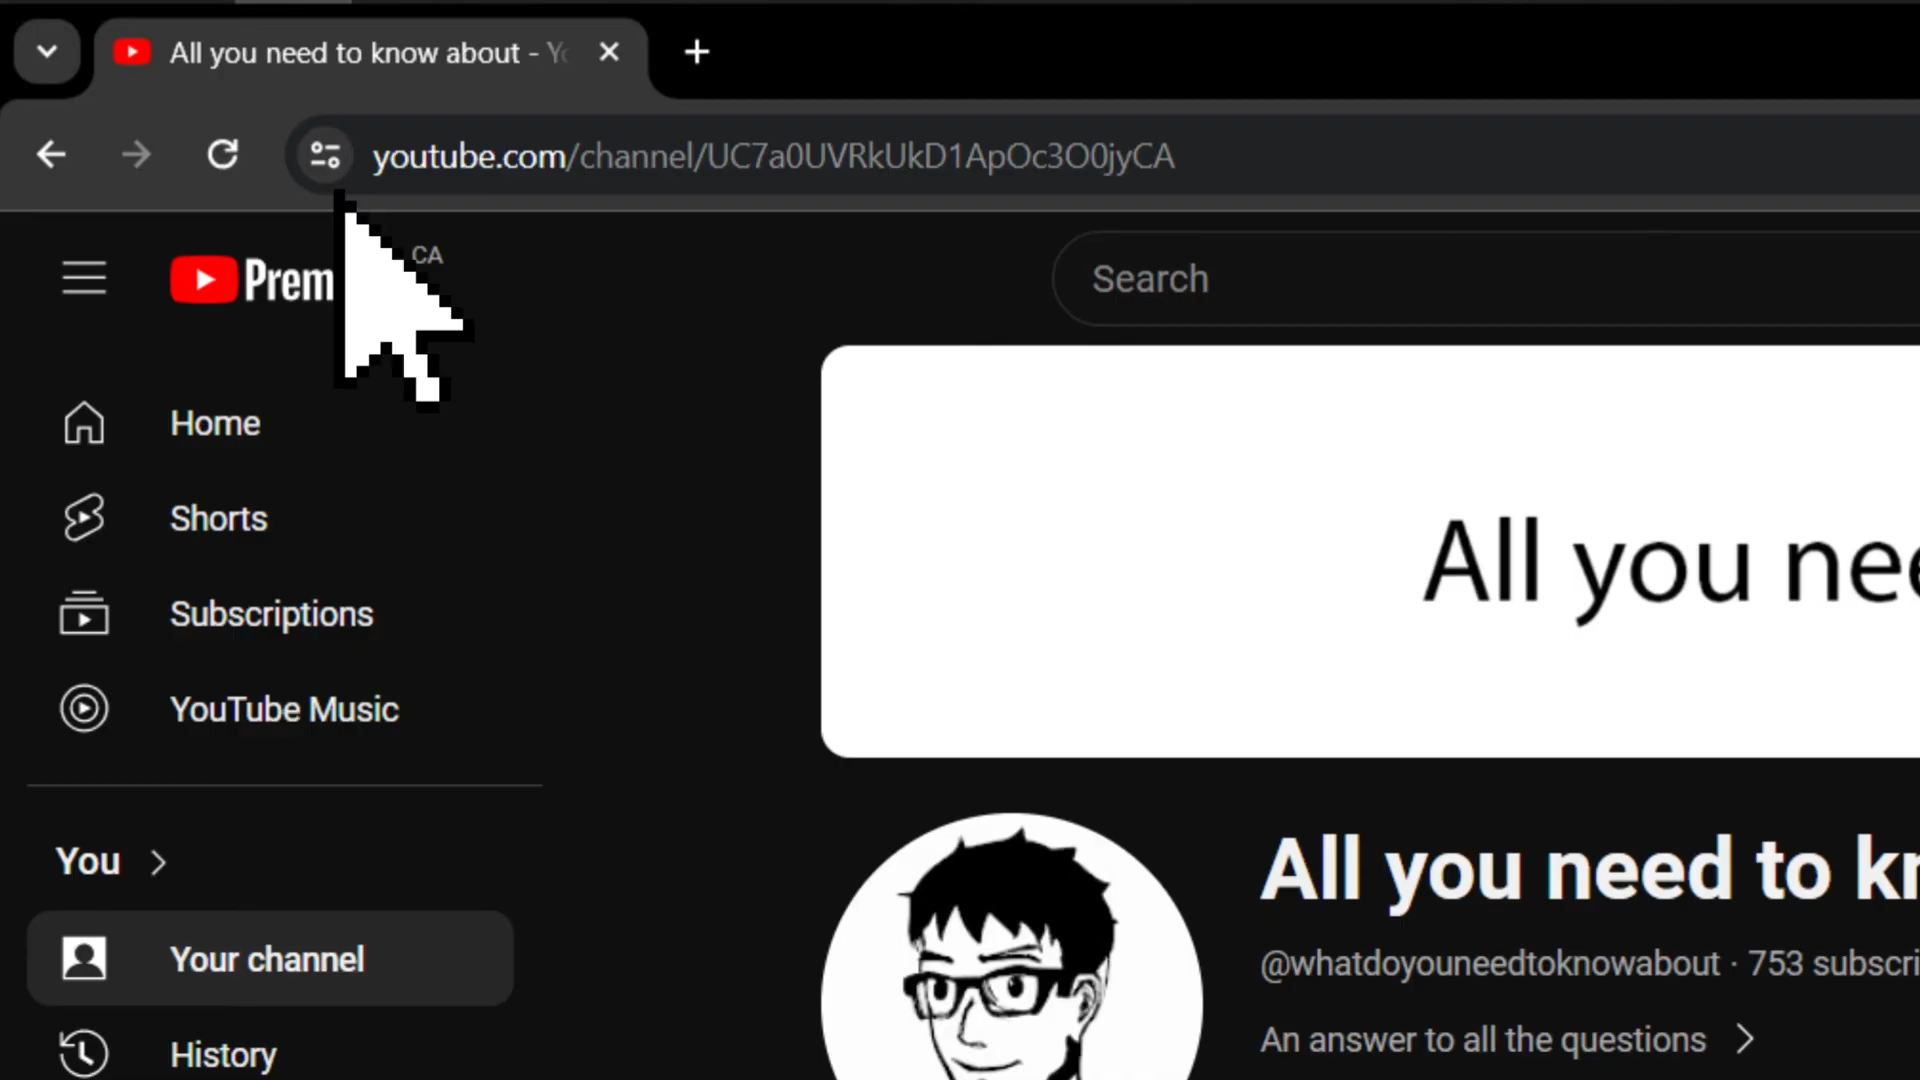 All you need to know about - Yo
youtube.com/channel/UC7a0UVRkUkD1ApOc3O0jyCA
Prem
CA
Search
Home
Shorts
Subscriptions
YouTube Music
All you nee
You
Your channel
History
All you need to kn
@whatdoyouneedtoknowabout · 753 subscri
An answer to all the questions